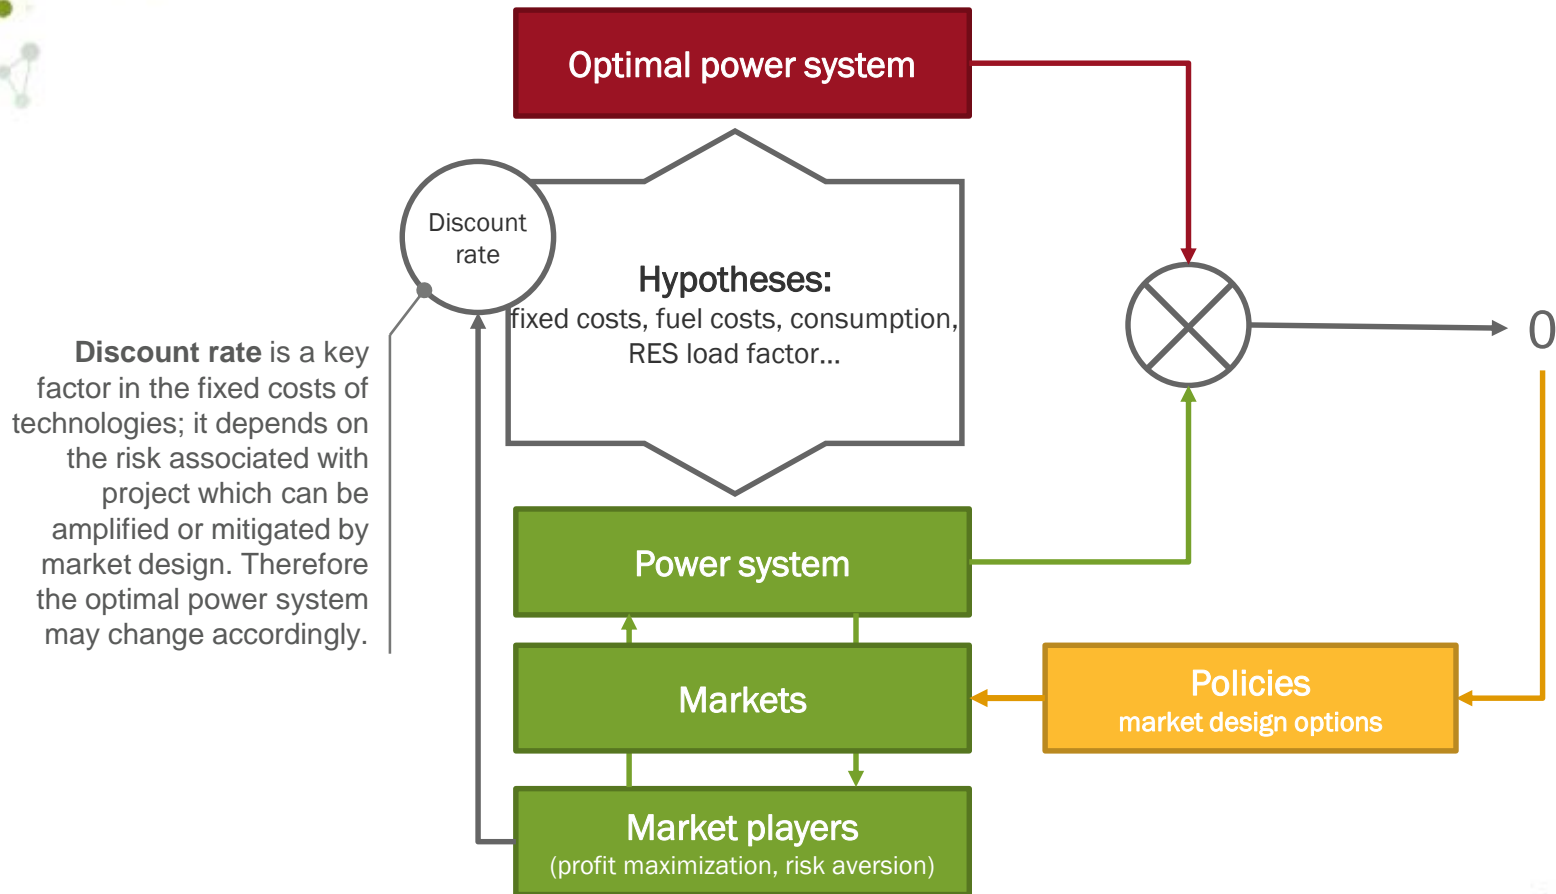 Optimal power system
Discount
rate
Hypotheses:
fixed costs, fuel costs, consumption,
RES load factor...
0
Discount rate is a key
factor in the fixed costs of
technologies; it depends on
the risk associated with
project which can be
amplified or mitigated by
market design. Therefore
the optimal power system
may change accordingly.
Power system
Markets
Policies
market design options
Market players
(profit maximization, risk aversion)